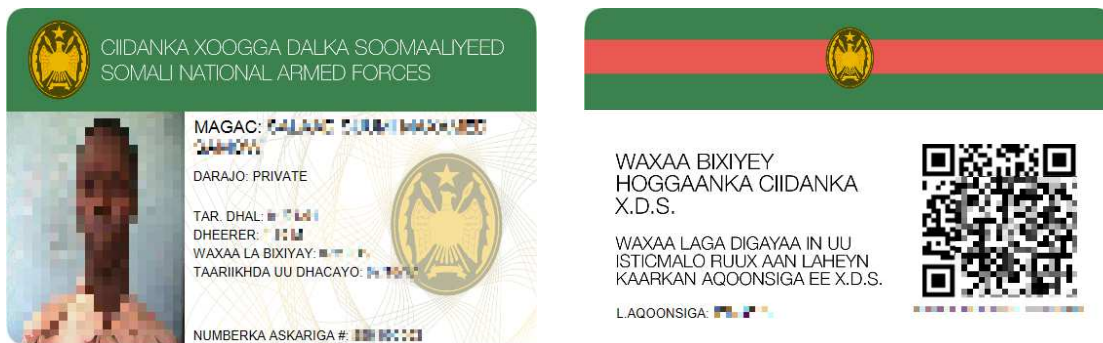 CIIDANKA XOOGGA DALKA SOOMAALIYEED
SOMALI NATIONAL ARMED FORCES
MAGAC:
DARAJO: PRIVATE
TAR. DHAL:
DHEERER:
WAXAA LA BIXIYAY:
TAARIIKHDA UU DHACAYO:
NUMBERKA ASKARIGA #:
WAXAA BIXIYEY
HOGGAANKA CIIDANKA
X.D.S.
WAXAA LAGA DIGAYAA IN UU
ISTICMALO RUUX AAN LAHEYN
KAARKAN AQOONSIGA EE X.D.S.
L.AQOONSIGA: